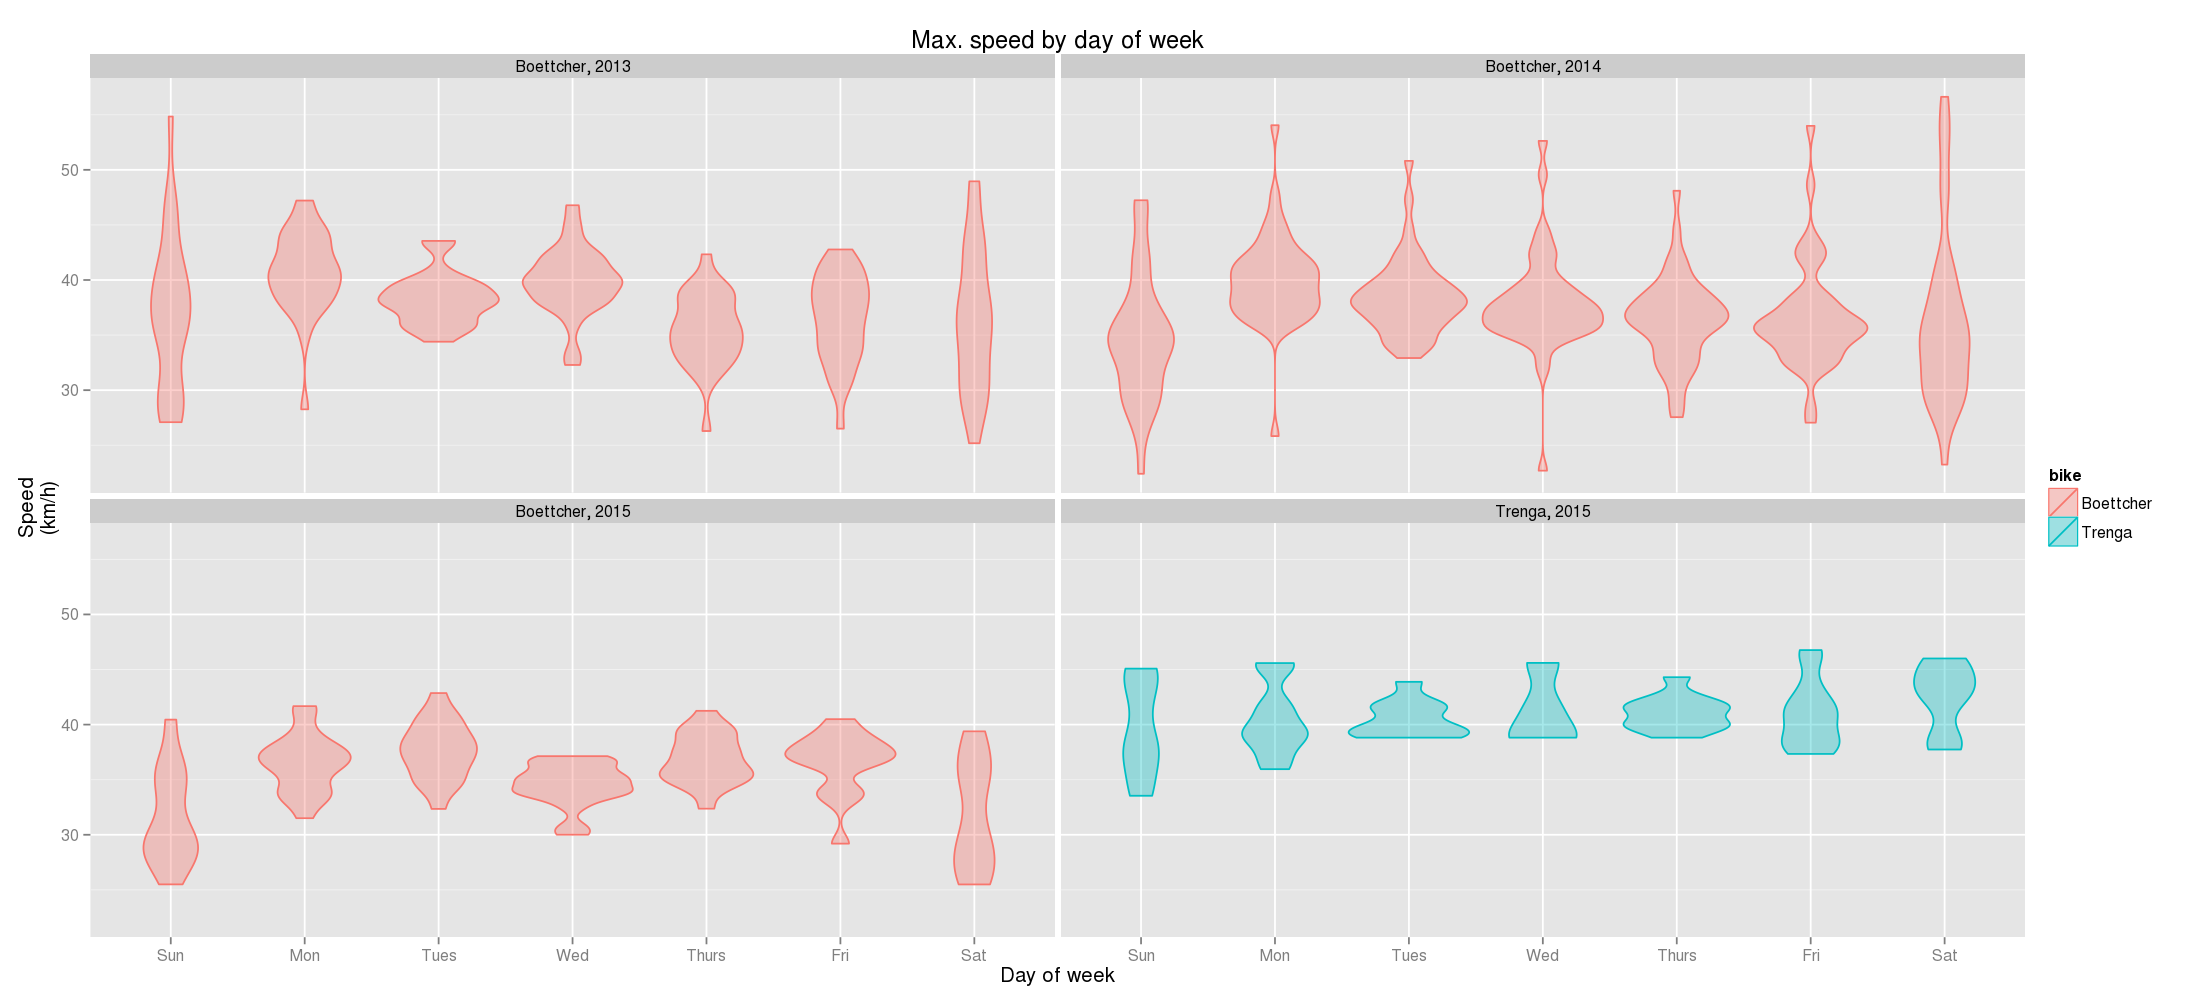 Max. speed by day of week
Boettcher, 2013
Boettcher, 2014
50
40
30
Speed
(km/h)
Boettcher, 2015
Trenga, 2015
50
40
30
Sun Mon Tues Wed Thurs Fri Sat
Sun Mon Tues Wed Thurs Fri Sat
Day of week
bike
Boettcher
Trenga